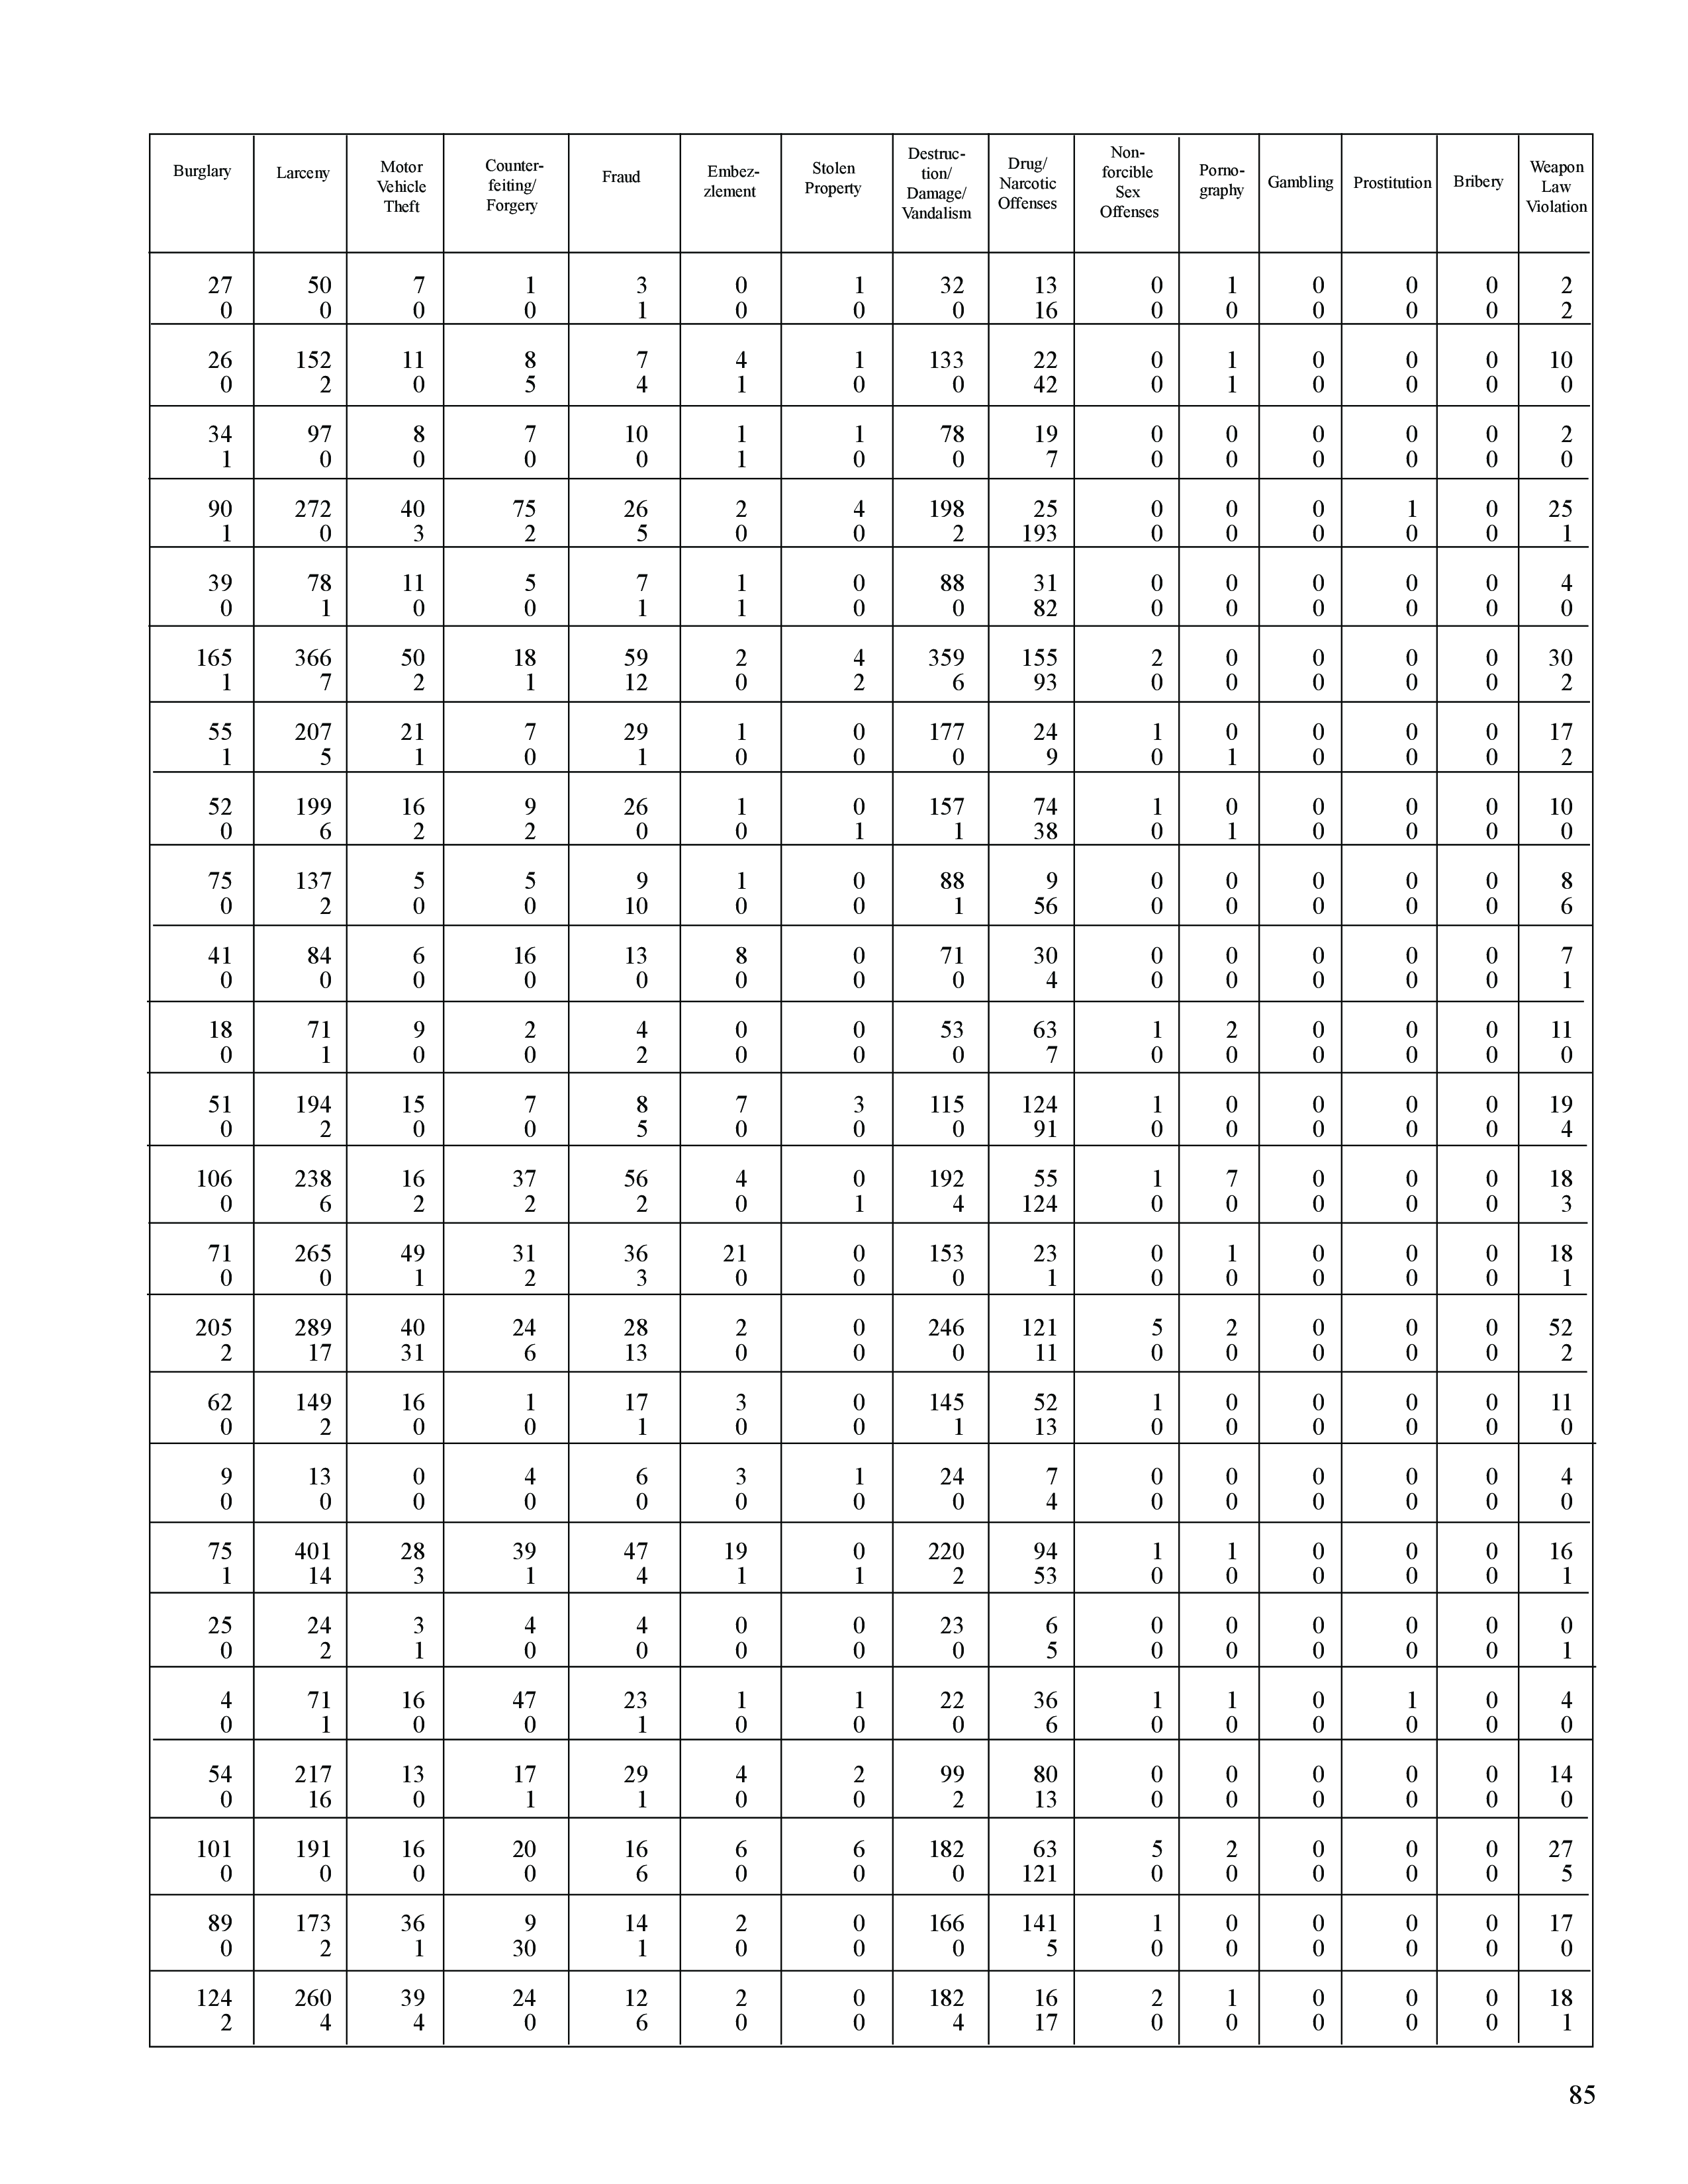 Burglary Larceny Motor Vehicle Theft Counter-feiting/ Forgery Fraud Embez-zlement Stolen Property Destruc-tion/ Damage/ Vandalism Drug/ Narcotic Offenses Non-forcible Sex Offenses Porno-graphy Gambling Prostitution Bribery Weapon Law Violation
27 50 7 1 3 0 1 32 13 0 1 0 0 0 2
0 0 0 0 1 0 0 0 16 0 0 0 0 0 2
26 152 11 8 7 4 1 133 22 0 1 0 0 0 10
0 2 0 5 4 1 0 0 42 0 1 0 0 0 0
34 97 8 7 10 1 1 78 19 0 0 0 0 0 2
1 0 0 0 0 1 0 0 7 0 0 0 0 0 0
90 272 40 75 26 2 4 198 25 0 0 0 1 0 25
1 0 3 2 5 0 0 2 193 0 0 0 0 0 1
39 78 11 5 7 1 0 88 31 0 0 0 0 0 4
0 1 0 0 1 1 0 0 82 0 0 0 0 0 0
165 366 50 18 59 2 4 359 155 2 0 0 0 0 30
1 7 2 1 12 0 2 6 93 0 0 0 0 0 2
55 207 21 7 29 1 0 177 24 1 0 0 0 0 17
1 5 1 0 1 0 0 0 9 0 1 0 0 0 2
52 199 16 9 26 1 0 157 74 1 0 0 0 0 10
0 6 2 2 0 0 1 1 38 0 1 0 0 0 0
75 137 5 5 9 1 0 88 9 0 0 0 0 0 8
0 2 0 0 10 0 0 1 56 0 0 0 0 0 6
41 84 6 16 13 8 0 71 30 0 0 0 0 0 7
0 0 0 0 0 0 0 0 4 0 0 0 0 0 1
18 71 9 2 4 0 0 53 63 1 2 0 0 0 11
0 1 0 0 2 0 0 0 7 0 0 0 0 0 0
51 194 15 7 8 7 3 115 124 1 0 0 0 0 19
0 2 0 0 5 0 0 0 91 0 0 0 0 0 4
106 238 16 37 56 4 0 192 55 1 7 0 0 0 18
0 6 2 2 2 0 1 4 124 0 0 0 0 0 3
71 265 49 31 36 21 0 153 23 0 1 0 0 0 18
0 0 1 2 3 0 0 0 1 0 0 0 0 0 1
205 289 40 24 28 2 0 246 121 5 2 0 0 0 52
2 17 31 6 13 0 0 0 11 0 0 0 0 0 2
62 149 16 1 17 3 0 145 52 1 0 0 0 0 11
0 2 0 0 1 0 0 1 13 0 0 0 0 0 0
9 13 0 4 6 3 1 24 7 0 0 0 0 0 4
0 0 0 0 0 0 0 0 4 0 0 0 0 0 0
75 401 28 39 47 19 0 220 94 1 1 0 0 0 16
1 14 3 1 4 1 1 2 53 0 0 0 0 0 1
25 24 3 4 4 0 0 23 6 0 0 0 0 0 0
0 2 1 0 0 0 0 0 5 0 0 0 0 0 1
4 71 16 47 23 1 1 22 36 1 1 0 1 0 4
0 1 0 0 1 0 0 0 6 0 0 0 0 0 0
54 217 13 17 29 4 2 99 80 0 0 0 0 0 14
0 16 0 1 1 0 0 2 13 0 0 0 0 0 0
101 191 16 20 16 6 6 182 63 5 2 0 0 0 27
0 0 0 0 6 0 0 0 121 0 0 0 0 0 5
89 173 36 9 14 2 0 166 141 1 0 0 0 0 17
0 2 1 30 1 0 0 0 5 0 0 0 0 0 0
124 260 39 24 12 2 0 182 16 2 1 0 0 0 18
2 4 4 0 6 0 0 4 17 0 0 0 0 0 1
85